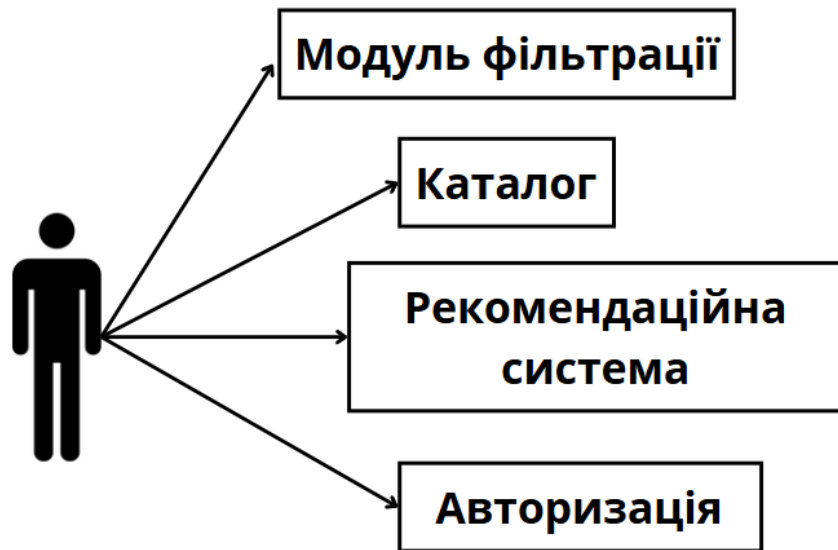 Модуль фільтрації
Каталог
Рекомендаційна
система
Авторизація